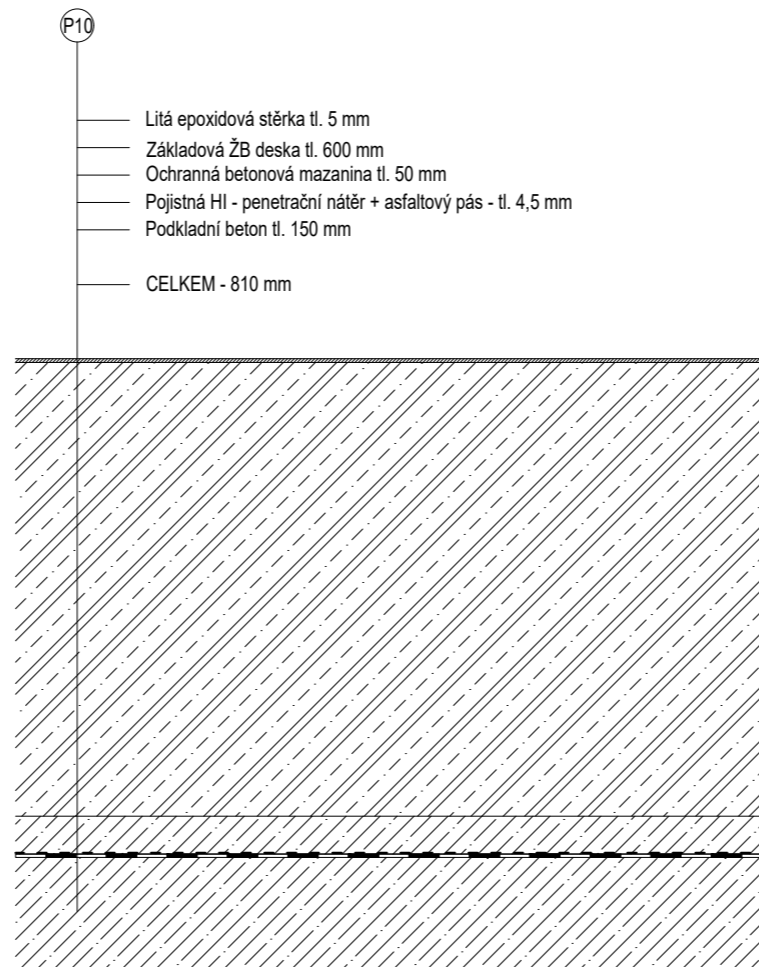 P10
Litá epoxidová stěrka tl. 5 mm
Základová ŽB deska tl. 600 mm
Ochranná betonová mazanina tl. 50 mm
Pojistná HI - penetrační nátěr + asfaltový pás - tl. 4,5 mm
Podkladní beton tl. 150 mm
CELKEM - 810 mm